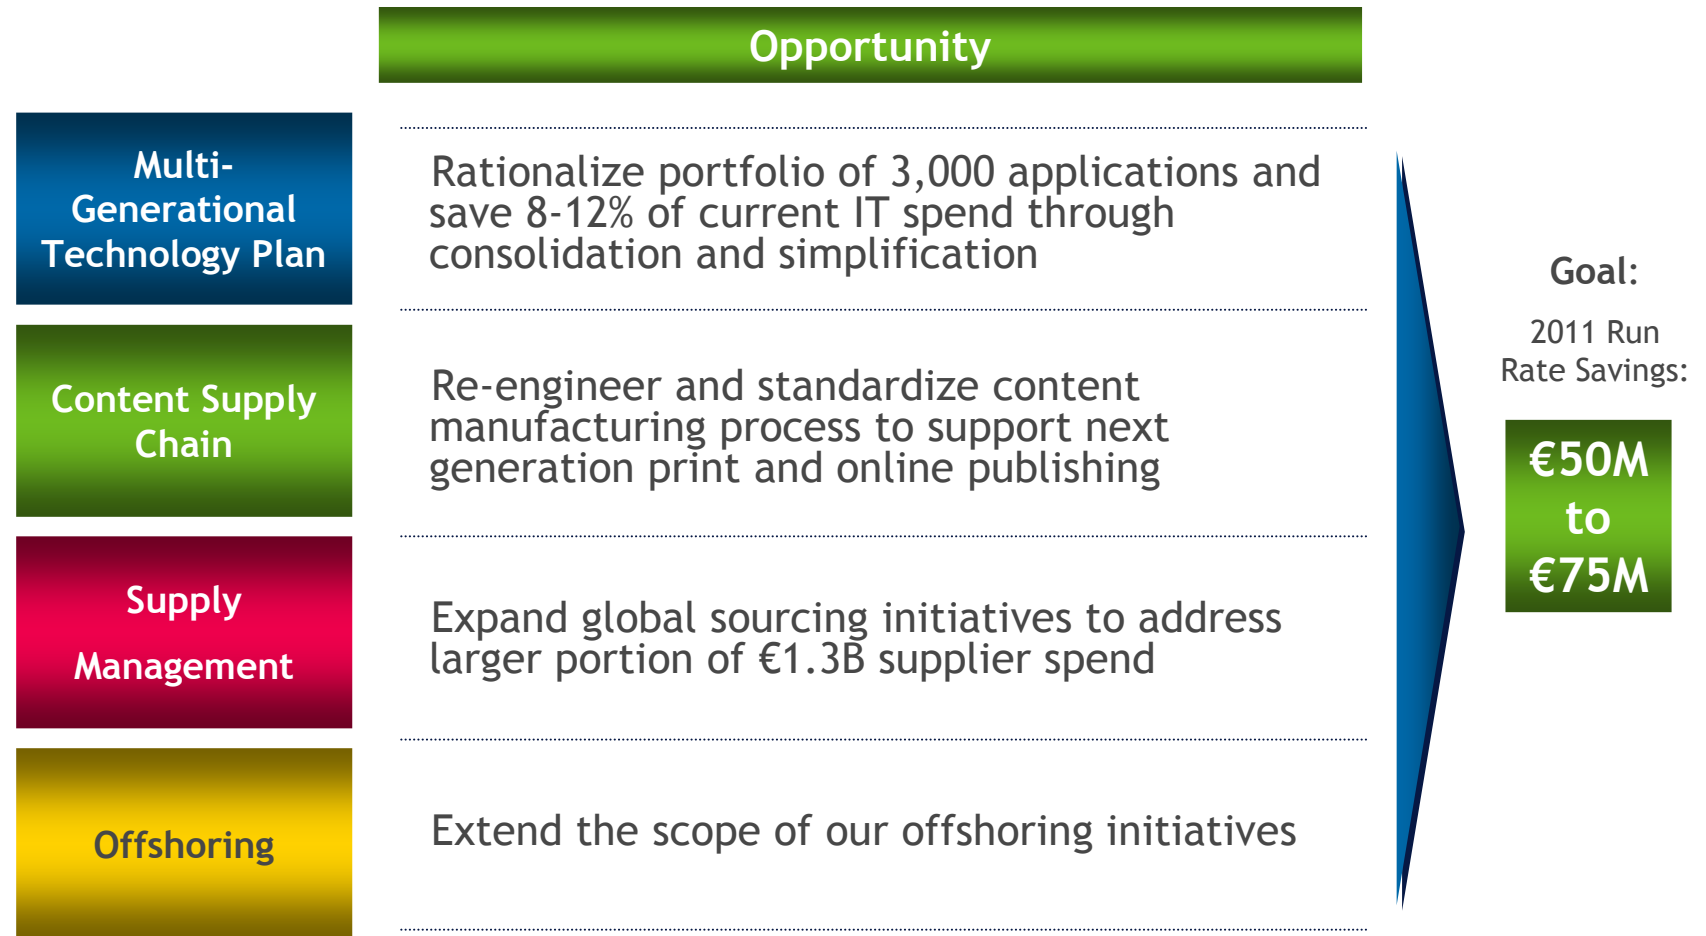 Opportunity
Multi-
Generational
Technology Plan
Rationalize portfolio of 3,000 applications and
save 8-12% of current IT spend through
consolidation and simplification
Content Supply
Chain
Re-engineer and standardize content
manufacturing process to support next
generation print and online publishing
Supply
Management
Expand global sourcing initiatives to address
larger portion of €1.3B supplier spend
Offshoring
Extend the scope of our offshoring initiatives
Goal:
2011 Run
Rate Savings:
€50M
to
€75M